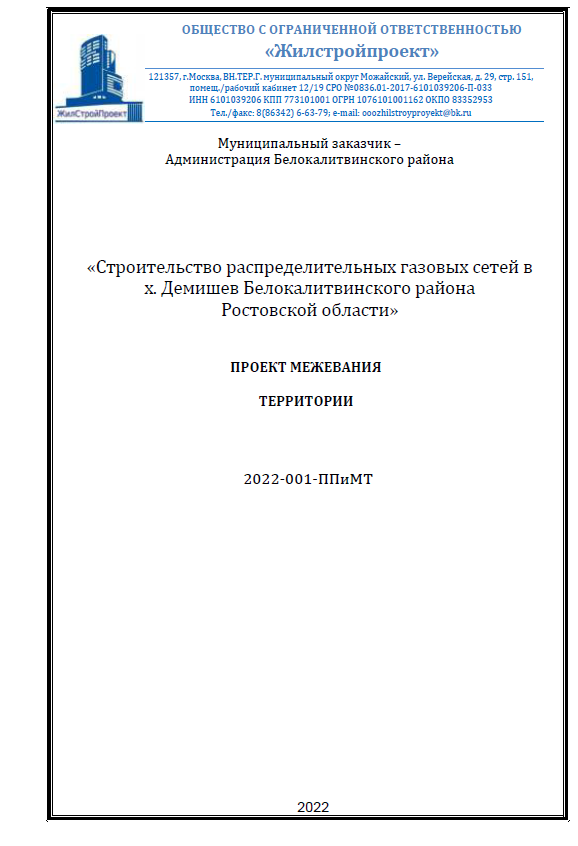 ОБЩЕСТВО С ОГРАНИЧЕННОЙ ОТВЕТСТВЕННОСТЬЮ
«Жилстройпроект»
121357, г.Москва, ВН.ТЕР.Г. муниципальный округ Можайский, ул. Верейская, д. 29, стр. 151,
помещ./рабочий кабинет 12/19 СРО №0836.01-2017-6101039206-П-033
ИНН 6101039206 КПП 773101001 ОГРН 1076101001162 ОКПО 83352953
Тел./факс: 8(86342) 6-63-79; e-mail: ooozhilstroyproyekt@bk.ru
ЖилСтройПроект
Муниципальный заказчик –
Администрация Белокалитвинского района
«Строительство распределительных газовых сетей в
х. Демишев Белокалитвинского района
Ростовской области»
ПРОЕКТ МЕЖЕВАНИЯ
ТЕРРИТОРИИ
2022-001-ППиМТ
2022